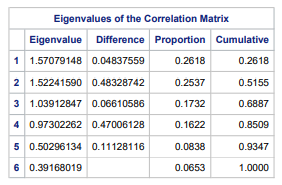 Eigenvalues of the Correlation Matrix
Eigenvalue Difference Proportion Cumulative
1 1.57079148 0.04837559 0.2618 0.2618
2 1.52241590 0.48328742 0.2537 0.5155
3 1.03912847 0.06610586 0.1732 0.6887
4 0.97302262 0.47006128 0.1622 0.8509
5 0.50296134 0.11128116 0.0838 0.9347
6 0.39168019 0.0653 1.0000